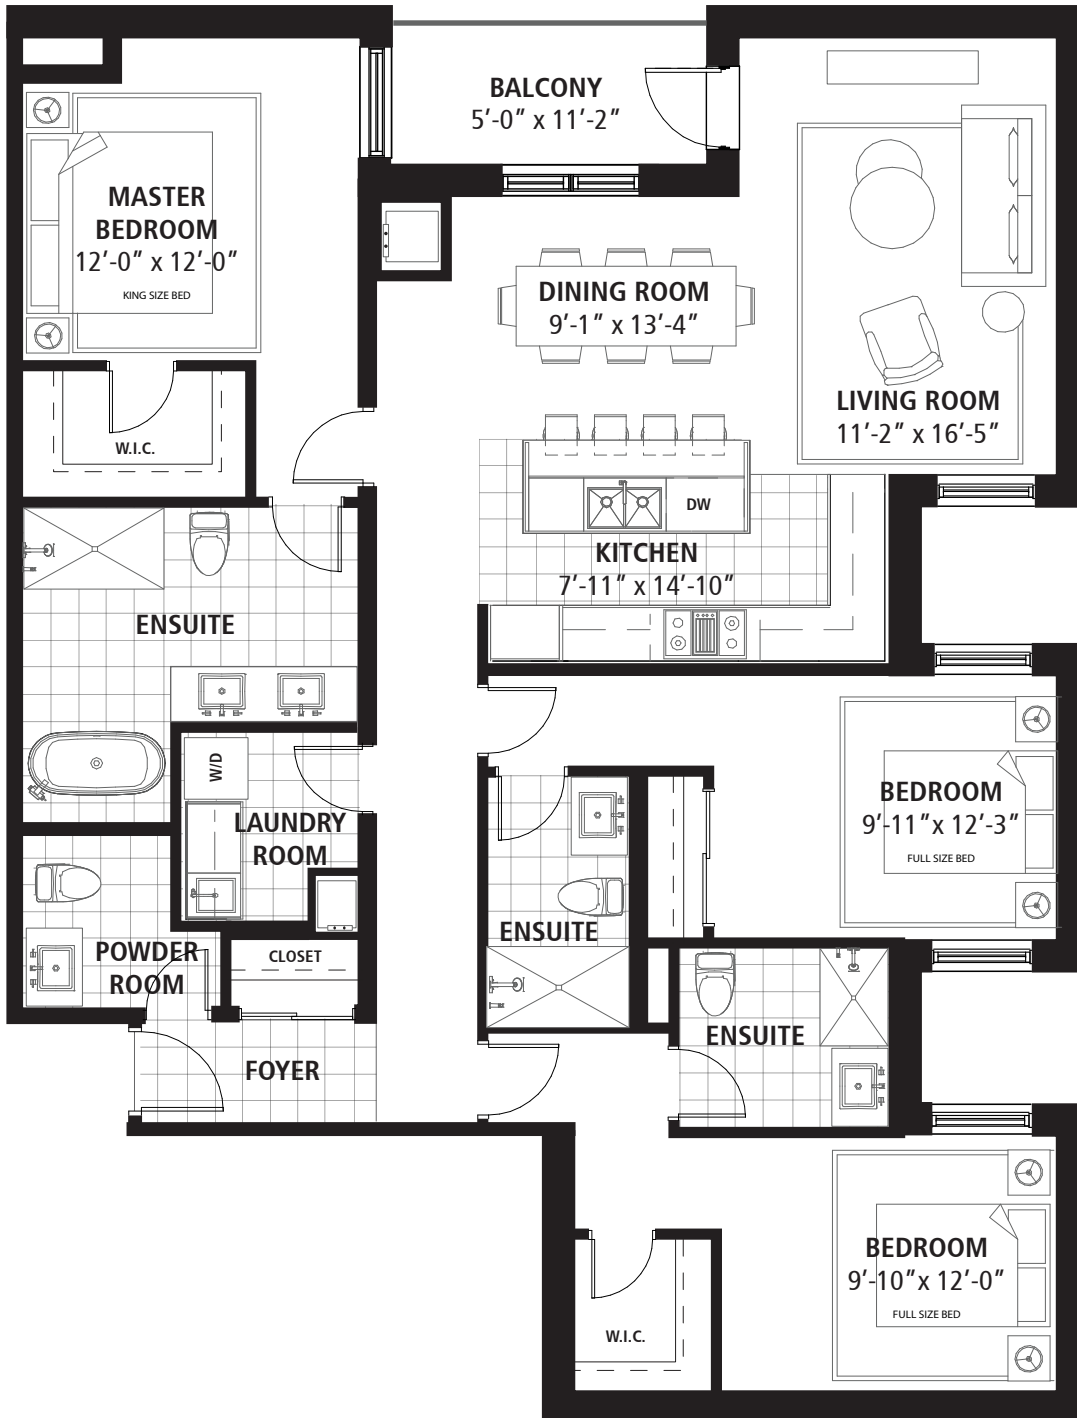 BALCONY
5’-0” x 11’-2”
MASTER
BEDROOM
12’-0” x 12’-0”
KING SIZE BED
DINING ROOM
9’-1” x 13’-4”
LIVING ROOM
11’-2” x 16’-5”
W.I.C.
DW
KITCHEN
7’-11” x 14’-10”
ENSUITE
W/D
LAUNDRY
ROOM
BEDROOM
9’-11”x 12’-3”
FULL SIZE BED
ENSUITE
POWDER
ROOM
CLOSET
ENSUITE
FOYER
BEDROOM
9’-10”x 12’-0”
FULL SIZE BED
W.I.C.